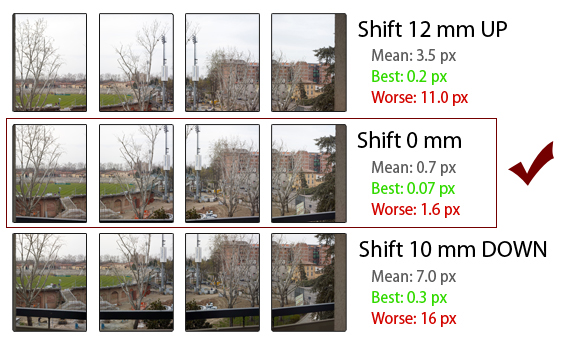 Shift 12 mm UP
Mean: 3.5 px
Best: 0.2 px
Worse: 11.0 px
Shift 0 mm
Mean: 0.7 px
Best: 0.07 px
Worse: 1.6 px
Shift 10 mm DOWN
Mean: 7.0 px
Best: 0.3 px
Worse: 16 px